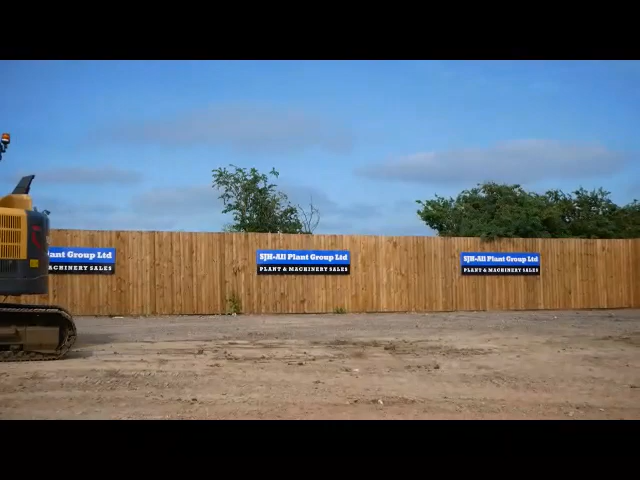 lant Group Ltd
& MACHINERY SALES
SJH-All Plant Group Ltd
PLANT & MACHINERY SALES
SJH-All Plant Group Ltd
PLANT & MACHINERY SALES